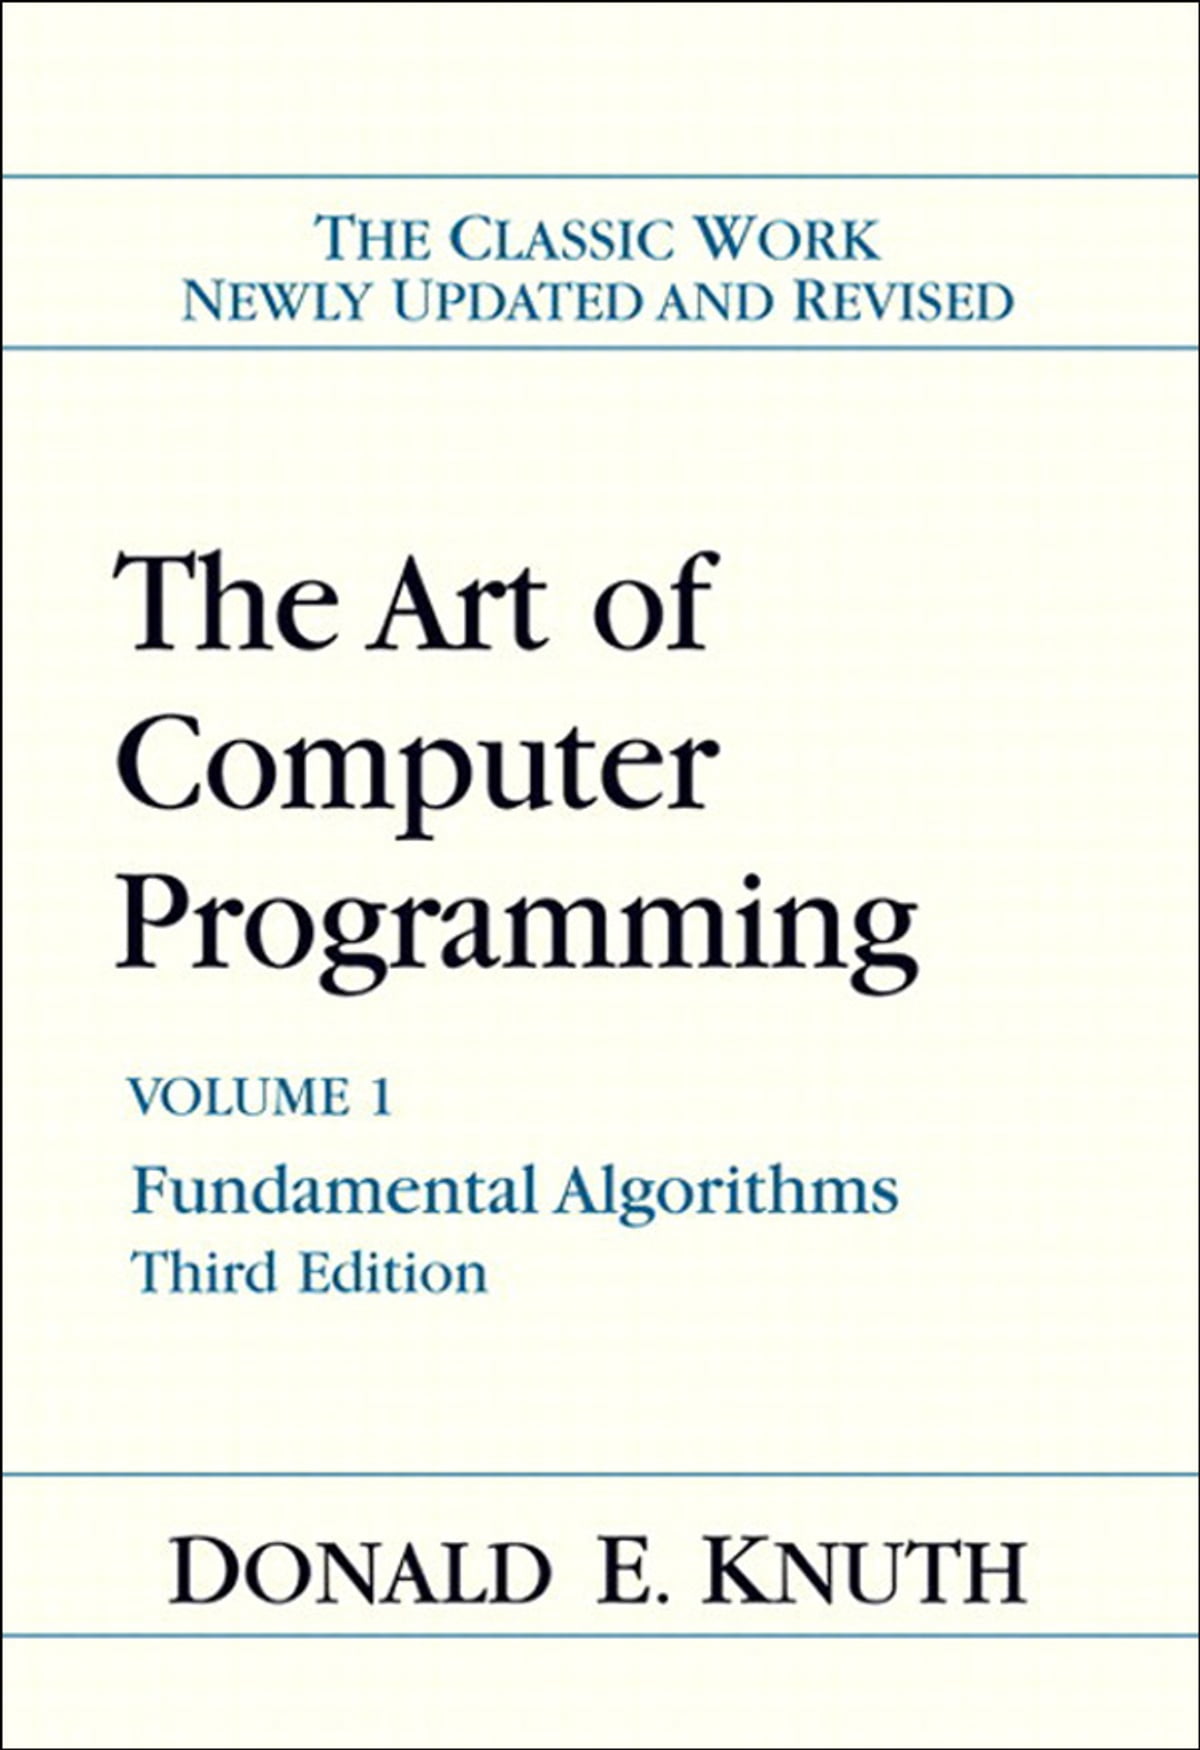 THE CLASSIC WORK
NEWLY UPDATED AND REVISED
The Art of
Computer
Programming
VOLUME 1
Fundamental Algorithms
Third Edition
DONALD E. KNUTH